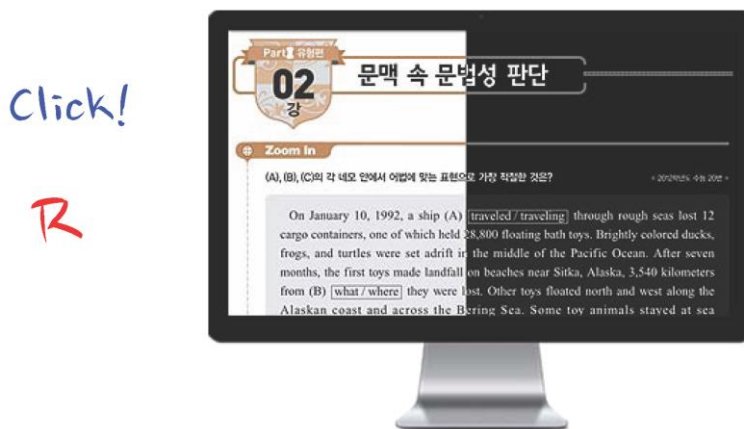 Click!
R
Part I 유형편
02
강
문맥 속 문법성 판단
Zoom In
(A), (B), (C)의 각 네모 안에서 어법에 맞는 표현으로 가장 적절한 것은?
< 2012학년도 수능 20번 >
On January 10, 1992, a ship (A) traveled / traveling through rough seas lost 12
cargo containers, one of which held 28,800 floating bath toys. Brightly colored ducks,
frogs, and turtles were set adrift in the middle of the Pacific Ocean. After seven
months, the first toys made landfall on beaches near Sitka, Alaska, 3,540 kilometers
from (B) what / where they were lost. Other toys floated north and west along the
Alaskan coast and across the Bering Sea. Some toy animals stayed at sea